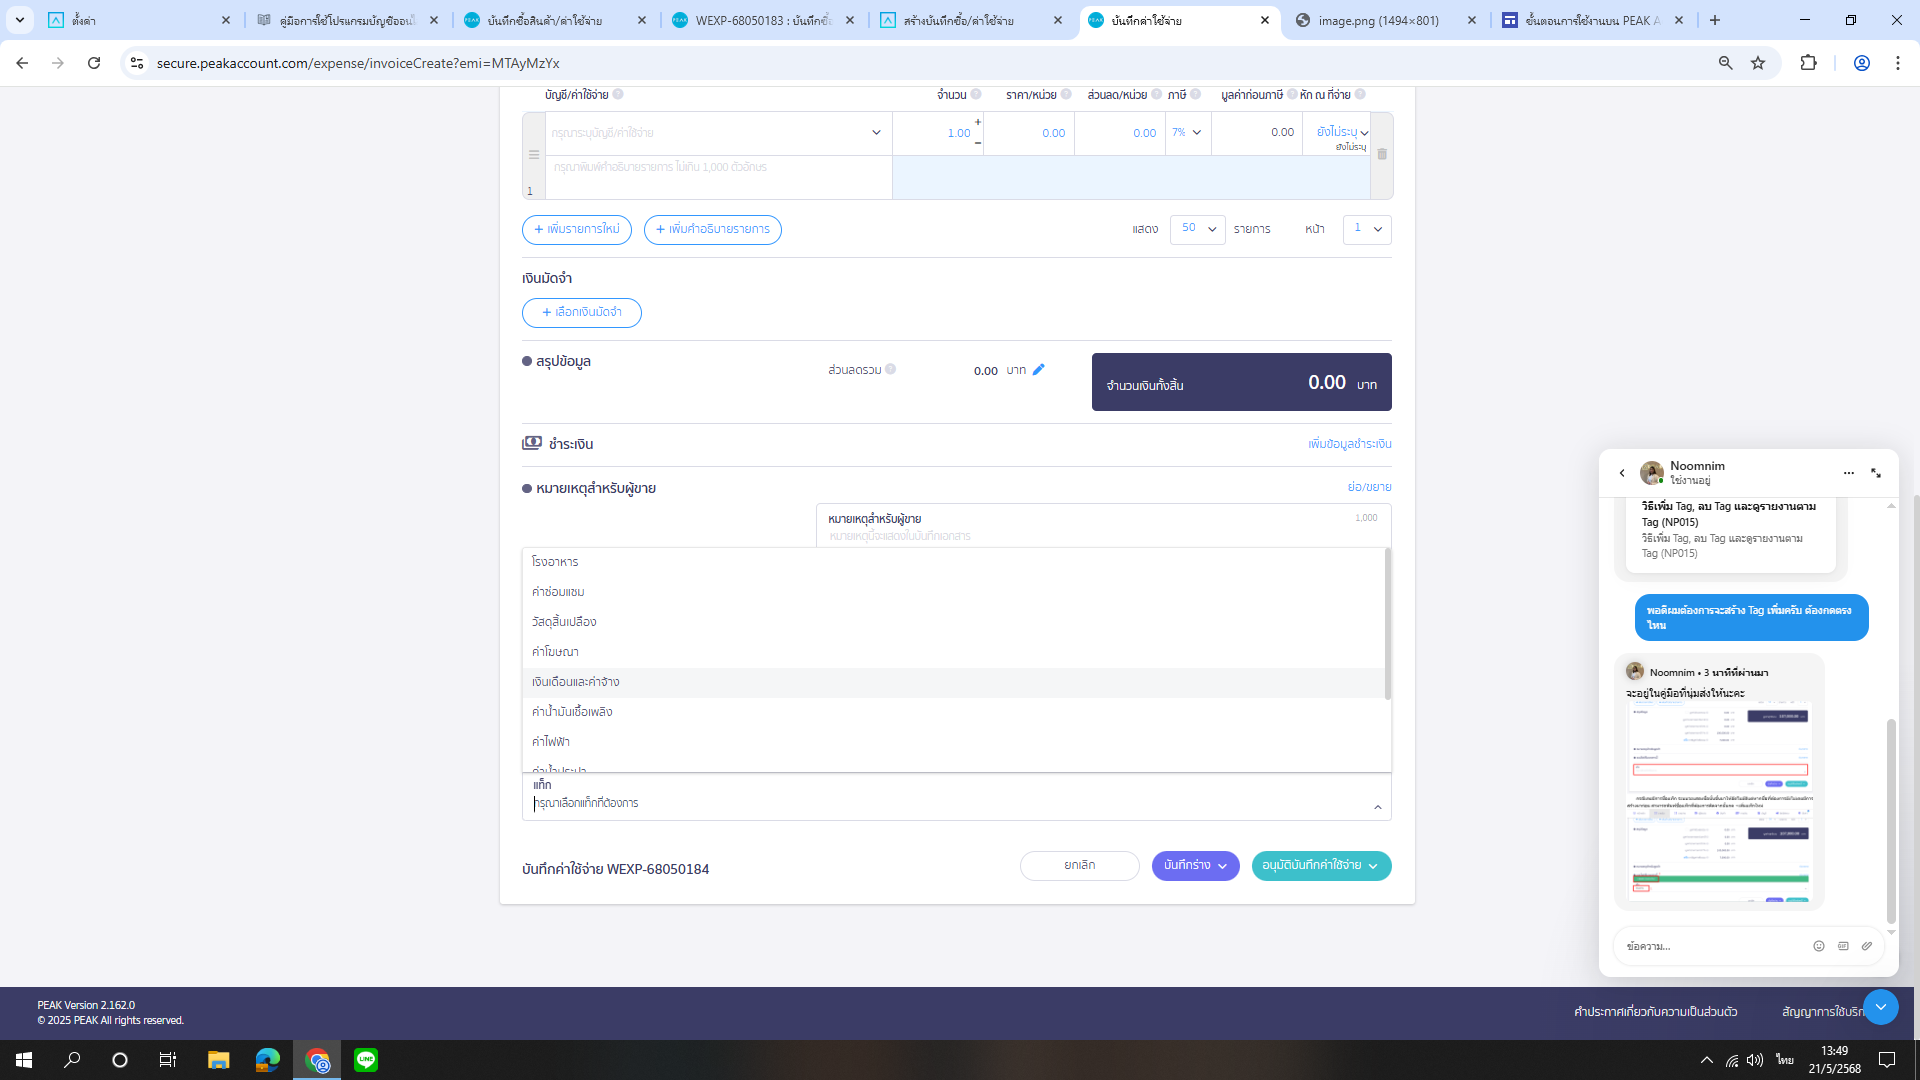 ตั้งค่า
คู่มือการใช้โปรแกรมบัญชีออนไ
บันทึกซื้อสินค้า/ค่าใช้จ่าย
WEXP-68050183 : บันทึกซื้อ
สร้างบันทึกซื้อ/ค่าใช้จ่าย
บันทึกค่าใช้จ่าย
image.png (1494×801)
ขั้นตอนการใช้งานบน PEAK A
secure.peakaccount.com/expense/invoiceCreate?emi=MTAyMzYx
บัญชี/ค่าใช้จ่าย
จำนวน
ราคา/หน่วย
ส่วนลด/หน่วย
ภาษี
มูลค่าก่อนภาษี
หัก ณ ที่จ่าย
กรุณาระบุบัญชี/ค่าใช้จ่าย
1.00
0.00
0.00
7%
0.00
ยังไม่ระบุ
ยังไม่ระบุ
กรุณาพิมพ์คำอธิบายรายการ ไม่เกิน 1,000 ตัวอักษร
1
+ เพิ่มรายการใหม่
+ เพิ่มคำอธิบายรายการ
แสดง
50
รายการ
หน้า
1
เงินมัดจำ
+ เลือกเงินมัดจำ
สรุปข้อมูล
ส่วนลดรวม
0.00 บาท
จำนวนเงินทั้งสิ้น
0.00 บาท
ชำระเงิน
เพิ่มข้อมูลชำระเงิน
หมายเหตุสำหรับผู้ขาย
ย่อ/ขยาย
หมายเหตุสำหรับผู้ขาย
1,000
หมายเหตุนี้จะแสดงในบันทึกเอกสาร
โรงอาหาร
ค่าซ่อมแซม
วัสดุสิ้นเปลือง
ค่าโฆษณา
เงินเดือนและค่าจ้าง
ค่าน้ำมันเชื้อเพลิง
ค่าไฟฟ้า
ค่าน้ำประปา
แท็ก
กรุณาเลือกแท็กที่ต้องการ
บันทึกค่าใช้จ่าย WEXP-68050184
ยกเลิก
บันทึกร่าง
อนุมัติบันทึกค่าใช้จ่าย
Noomnim
ใช้งานอยู่
วิธีเพิ่ม Tag, ลบ Tag และดูรายงานตาม
Tag (NP015)
วิธีเพิ่ม Tag, ลบ Tag และดูรายงานตาม
Tag (NP015)
พอดีผมต้องการจะสร้าง Tag เพิ่มครับ ต้องกดตรง
ไหน
Noomnim • 3 นาทีที่ผ่านมา
จะอยู่ในคู่มือที่นุ่มส่งให้นะคะ
ข้อความ...
GIF
PEAK Version 2.162.0
© 2025 PEAK All rights reserved.
คำประกาศเกี่ยวกับความเป็นส่วนตัว
สัญญาการใช้บริก
LINE
ไทย
13:49
21/5/2568